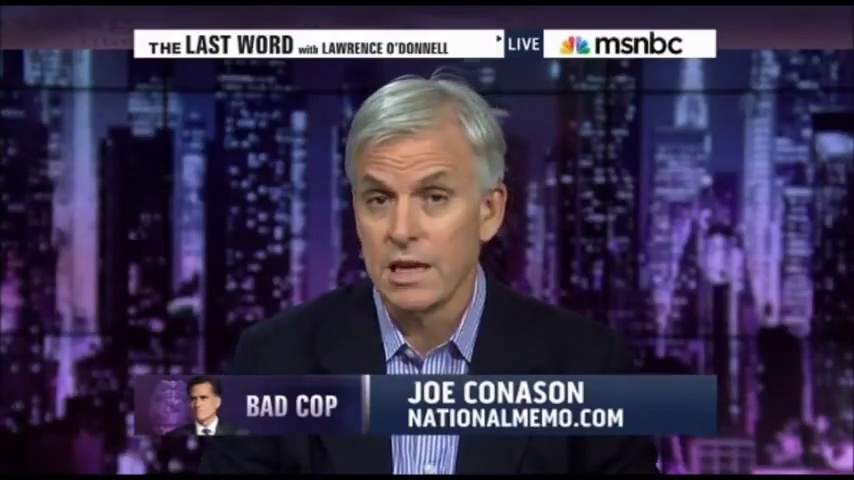 THE LAST WORD with LAWRENCE O'DONNELL
LIVE
msnbc
BAD COP
JOE CONASON
NATIONALMEMO.COM